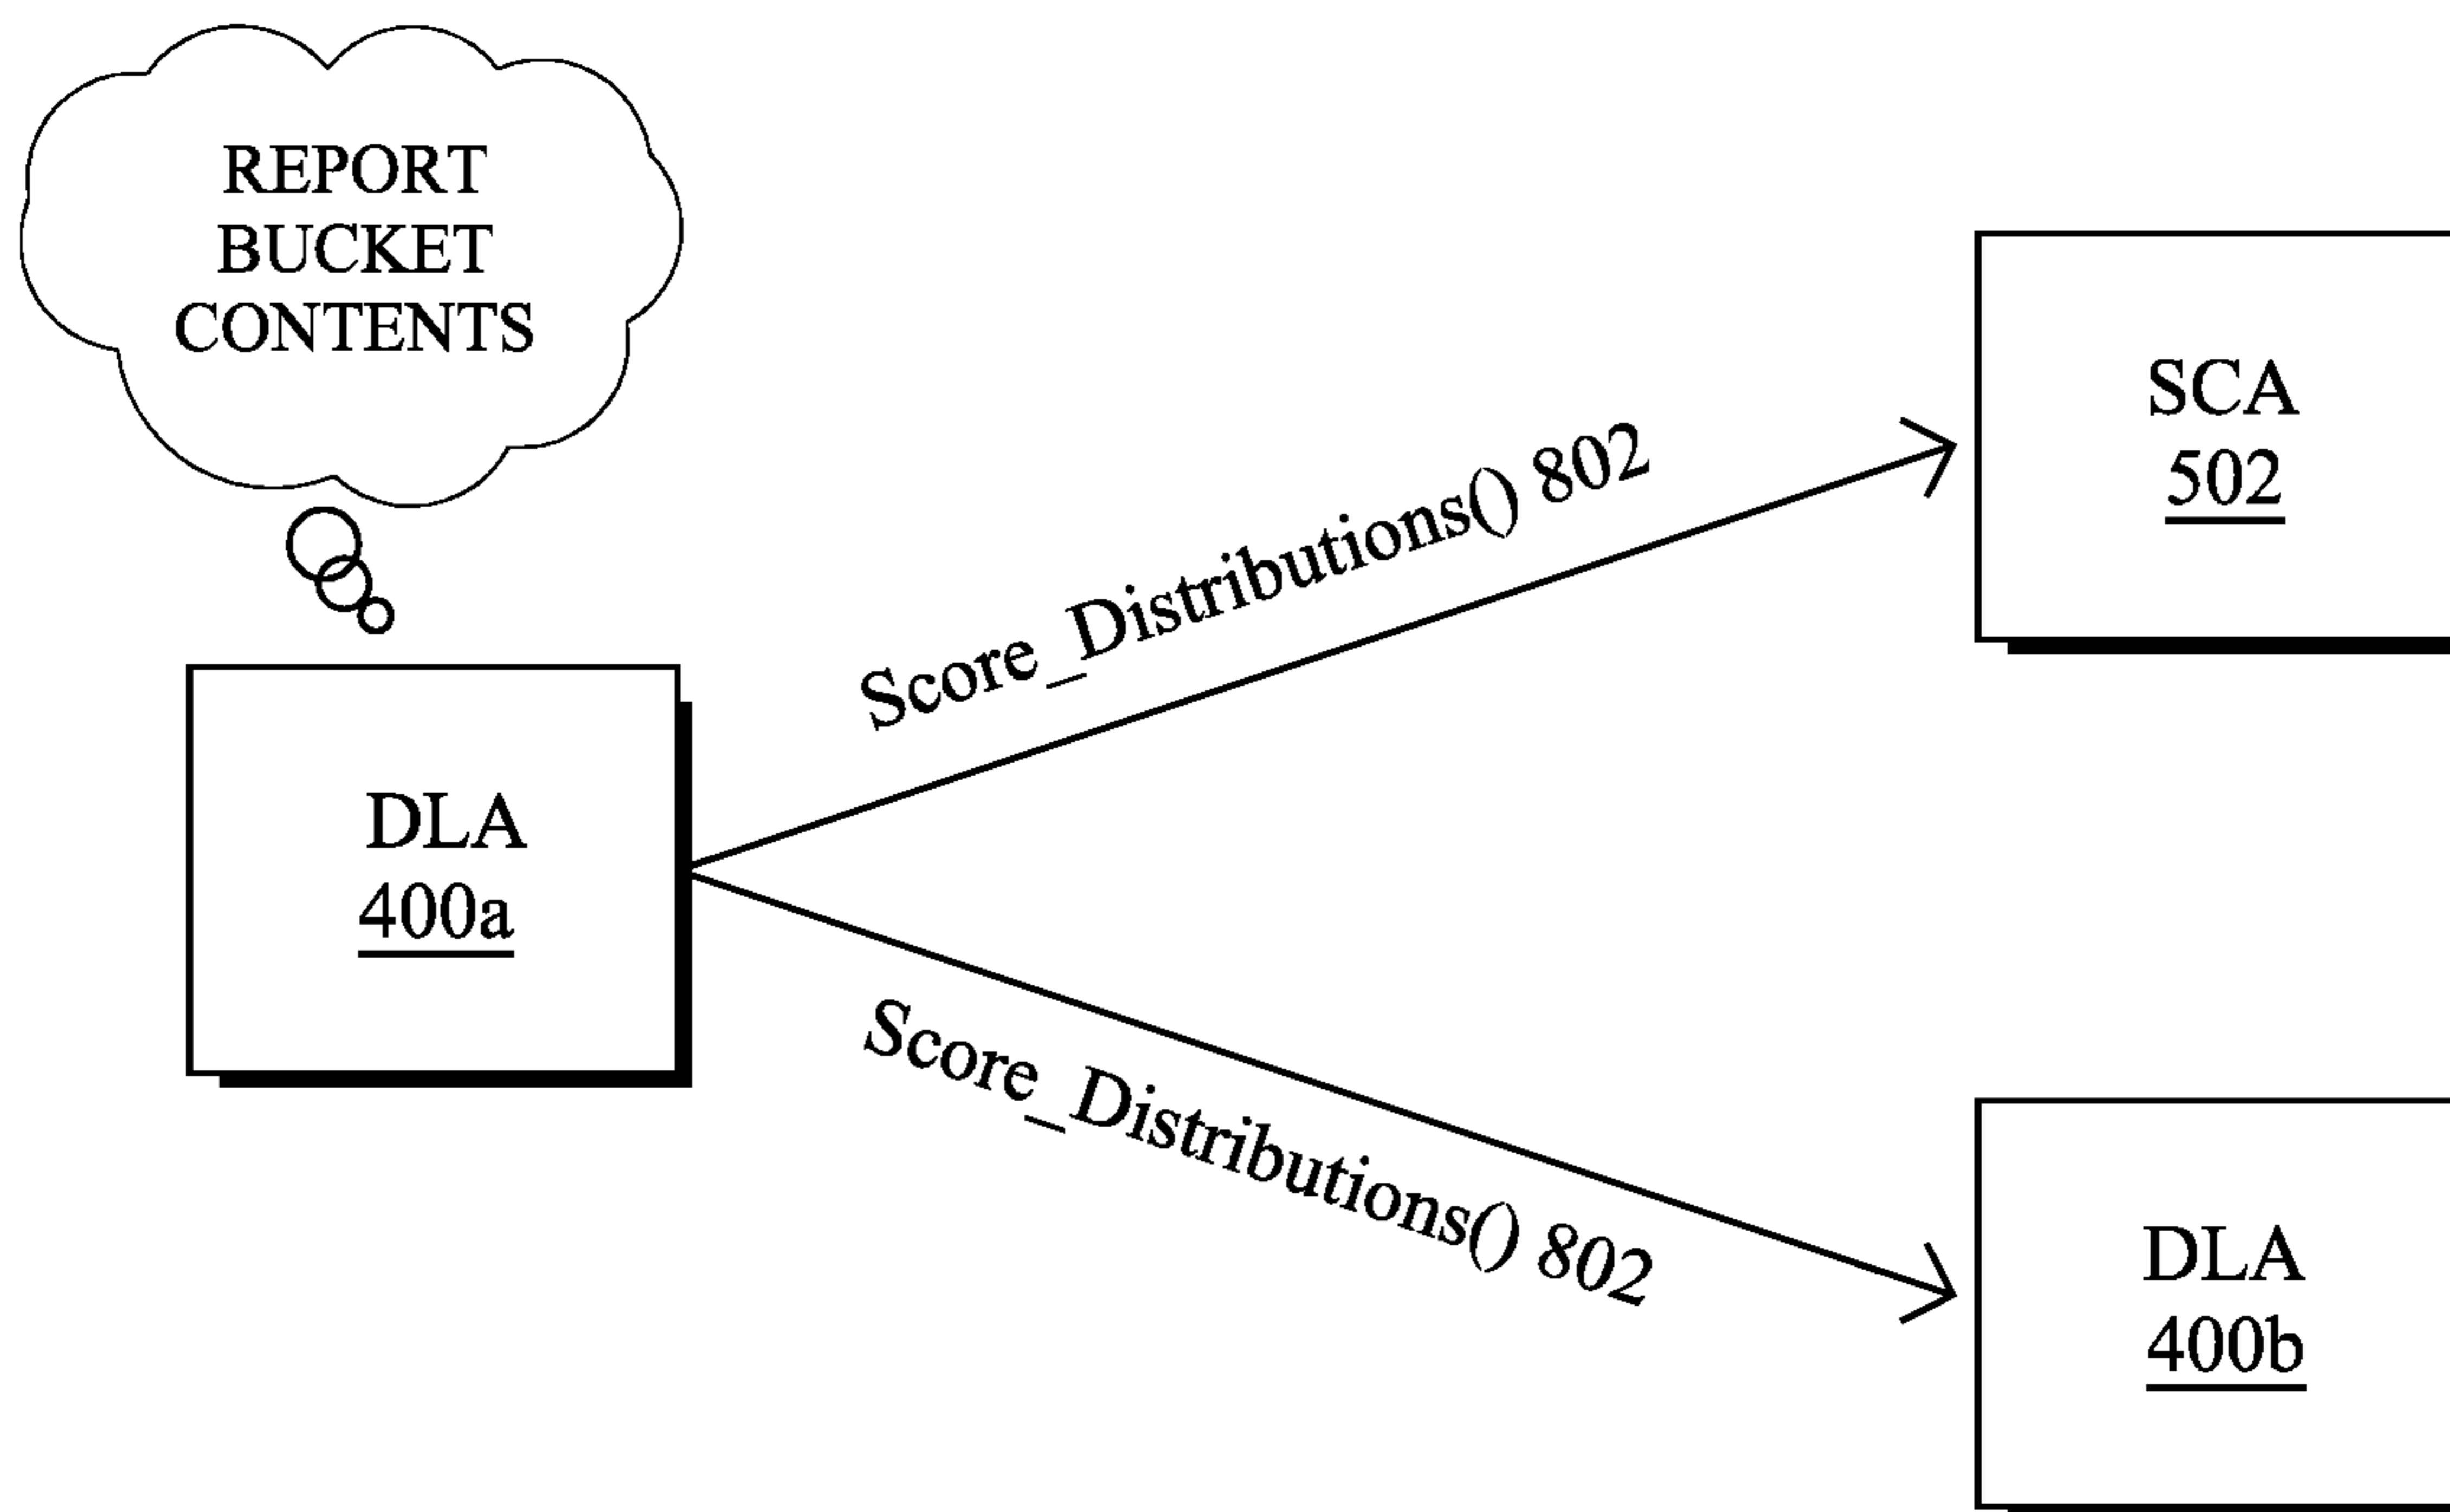 REPORT
BUCKET
CONTENTS
SCA
502
Score_Distributions() 802
DLA
400a
Score_Distributions() 802
DLA
400b